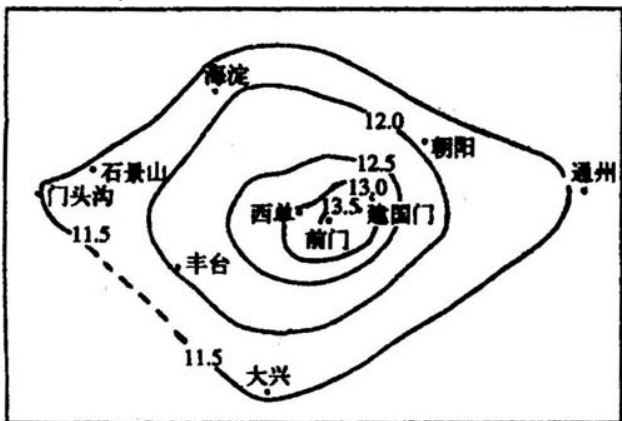 海淀
12.0
朝阳
12.5
石景山
通州
13.0
门头沟
西单
13.5
建国门
前门
11.5
丰台
11.5
大兴